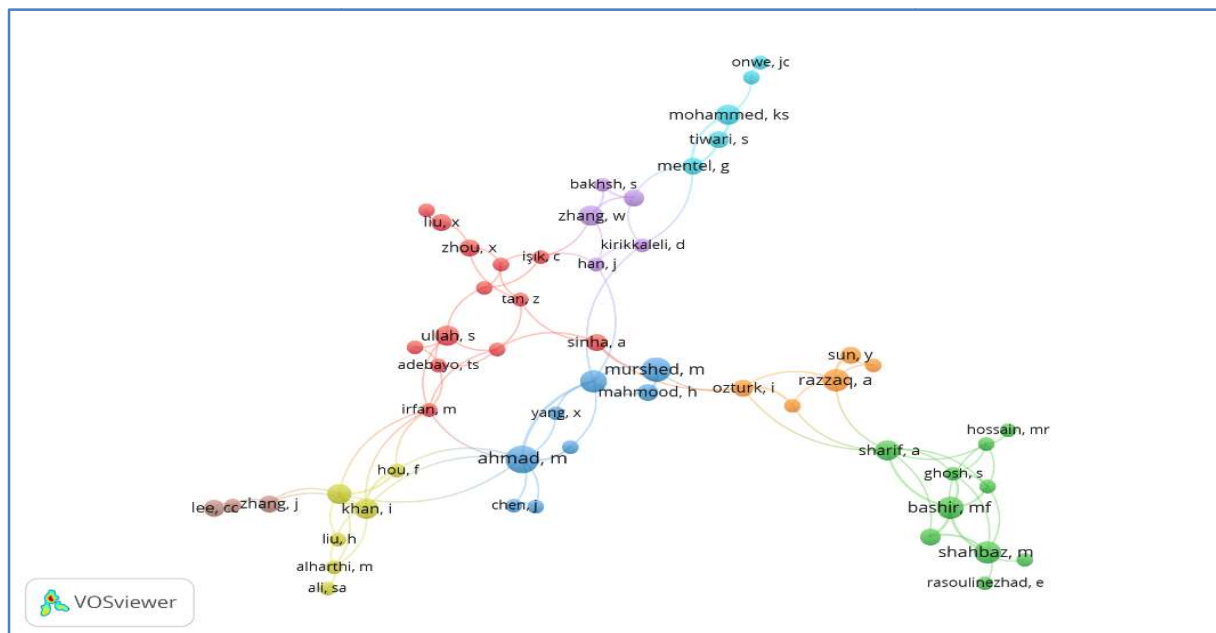 onwe, jc
mohammed, ks
tiwari, s
mentel, g
bakhsh, s
zhang, w
liu, x
kirikkaleli, d
zhou, x
işik, c
han, j
tan, z
ullah, s
sinha, a
adebayo, ts
murshed, m
sun, y
razzaq, a
ozturk, i
mahmood, h
irfan, m
yang, x
hossain, mr
sharif, a
ahmad, m
hou, f
ghosh, s
lee, cc
zhang, j
khan, i
chen, j
bashir, mf
liu, h
shahbaz, m
alharthi, m
ali, sa
rasoulinezhad, e
VOSviewer